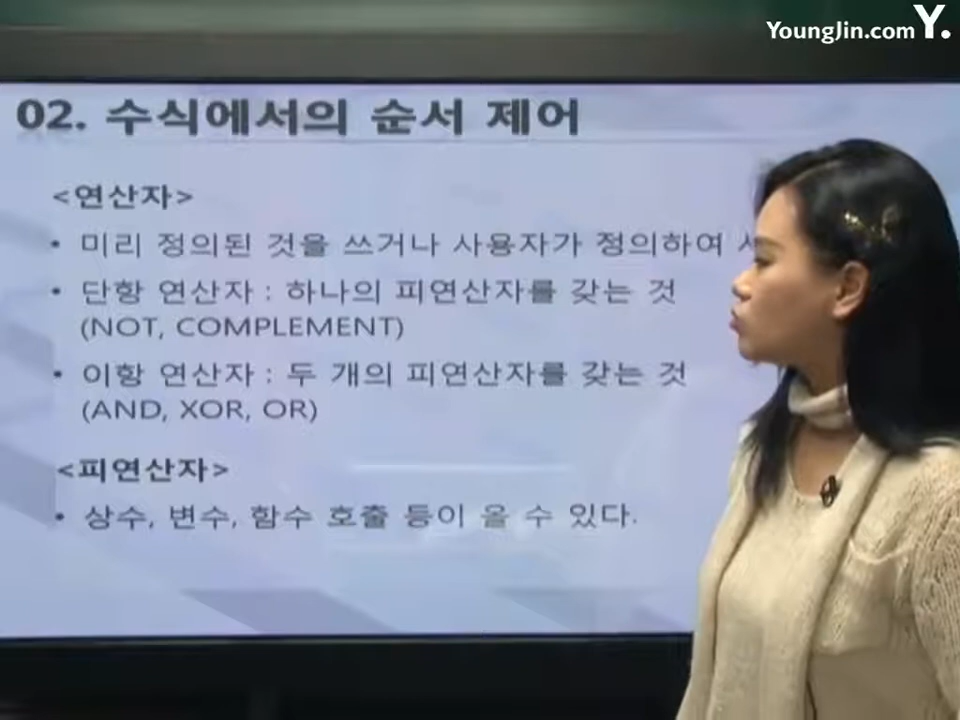 YoungJin.com Y.
02. 수식에서의 순서 제어
<연산자>
• 미리 정의된 것을 쓰거나 사용자가 정의하여
• 단항 연산자 : 하나의 피연산자를 갖는 것
(NOT, COMPLEMENT)
• 이항 연산자 : 두 개의 피연산자를 갖는 것
(AND, XOR, OR)
<피연산자>
• 상수, 변수, 함수 호출 등이 올 수 있다.